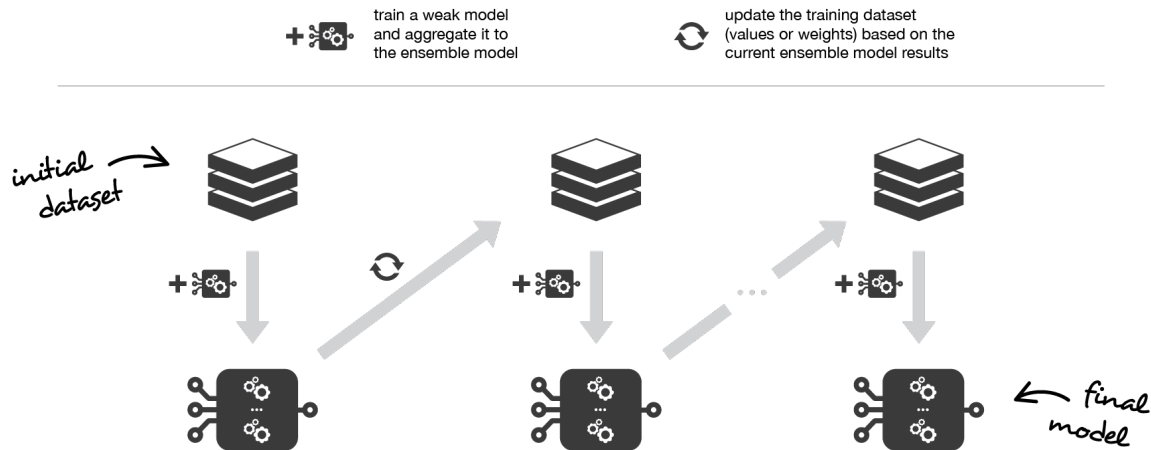 train a weak model
and aggregate it to
the ensemble model
update the training dataset
(values or weights) based on the
current ensemble model results
initial
dataset
final
model